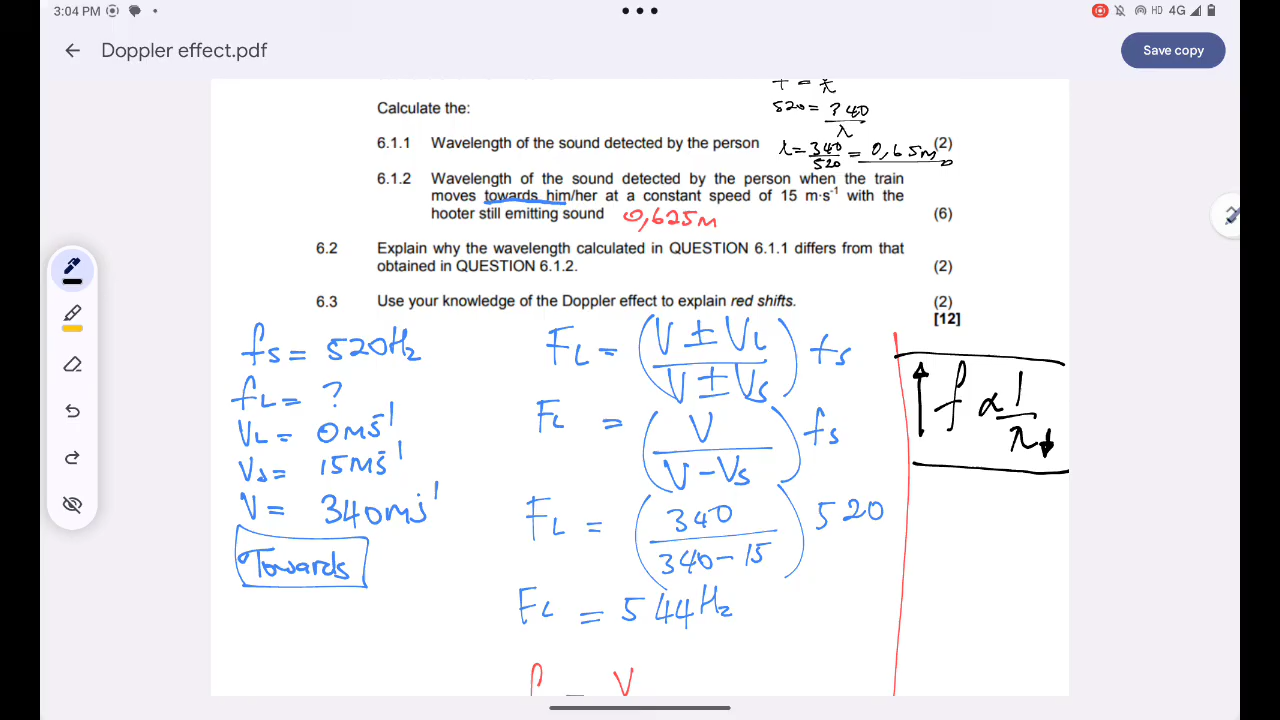 3:04 PM
HD 4G
Doppler effect.pdf
Save copy
Calculate the:
520 = 340
λ
6.1.1 Wavelength of the sound detected by the person (2)
λ = 340 = 0,65m
520
6.1.2 Wavelength of the sound detected by the person when the train
moves towards him/her at a constant speed of 15 m·s-1 with the
hooter still emitting sound (6)
0,625m
6.2 Explain why the wavelength calculated in QUESTION 6.1.1 differs from that
obtained in QUESTION 6.1.2. (2)
6.3 Use your knowledge of the Doppler effect to explain red shifts. (2)
[12]
fs = 520Hz
fL = ?
VL = 0ms-1
Vs = 15ms-1
V = 340ms-1
Towards
FL = (V ± VL / V ± Vs) fs
FL = (V / V - Vs) fs
FL = (340 / 340 - 15) 520
FL = 544Hz
V
↑ f ∝ 1 / λ ↓